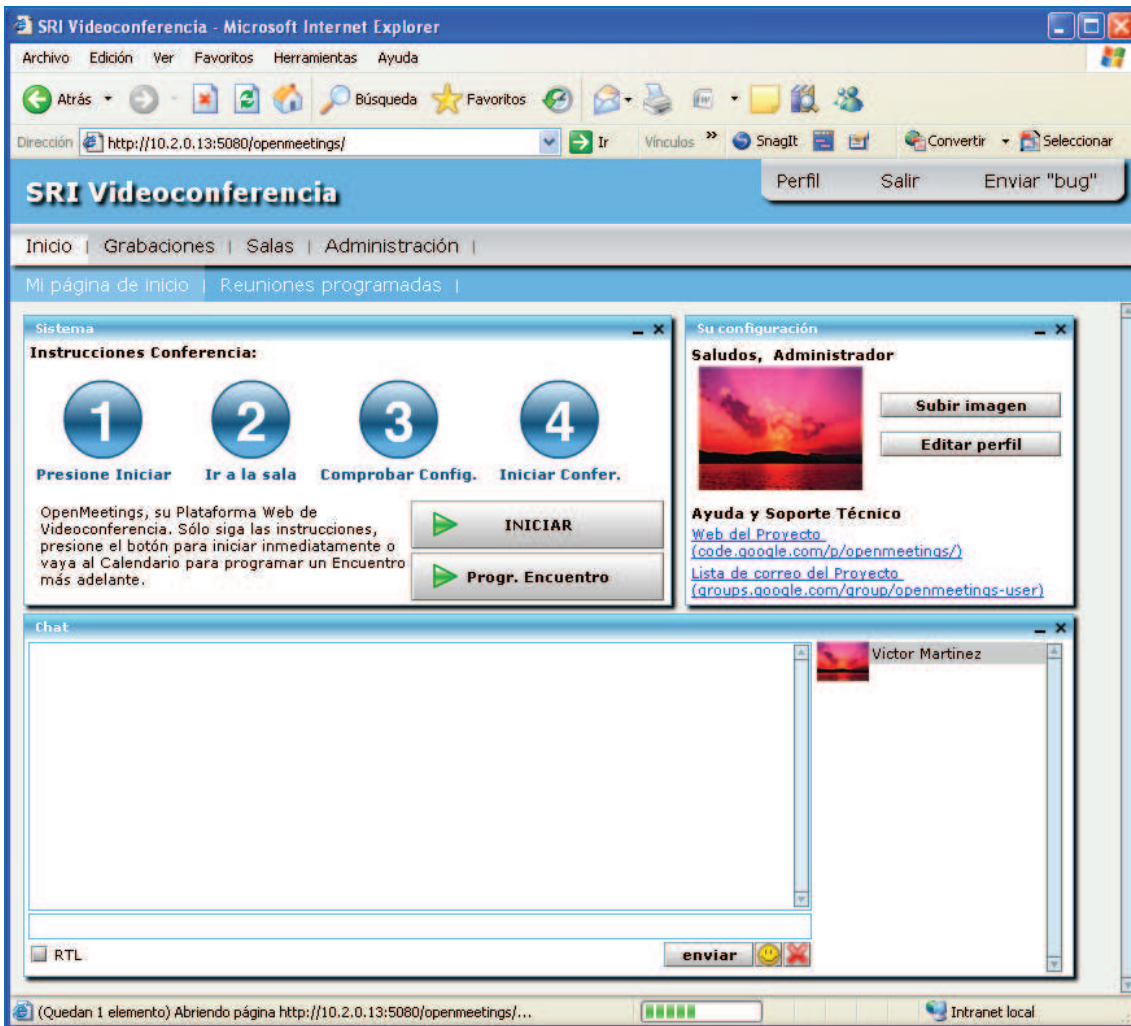 SRI Videoconferencia - Microsoft Internet Explorer
Archivo Edición Ver Favoritos Herramientas Ayuda
Atrás Búsqueda Favoritos
Dirección http://10.2.0.13:5080/openmeetings/ Ir Vínculos » SnagIt Convertir Seleccionar
SRI Videoconferencia
Perfil Salir Enviar "bug"
Inicio | Grabaciones | Salas | Administración |
Mi página de inicio | Reuniones programadas |
Sistema
Instrucciones Conferencia:
1 2 3 4
Presione Iniciar Ir a la sala Comprobar Config. Iniciar Confer.
OpenMeetings, su Plataforma Web de
Videoconferencia. Sólo siga las instrucciones,
presione el botón para iniciar inmediatamente o
vaya al Calendario para programar un Encuentro
más adelante.
INICIAR
Progr. Encuentro
Su configuración
Saludos, Administrador
Subir imagen
Editar perfil
Ayuda y Soporte Técnico
Web del Proyecto
(code.google.com/p/openmeetings/)
Lista de correo del Proyecto
(groups.google.com/group/openmeetings-user)
Chat
Victor Martinez
RTL
enviar
(Quedan 1 elemento) Abriendo página http://10.2.0.13:5080/openmeetings/... Intranet local